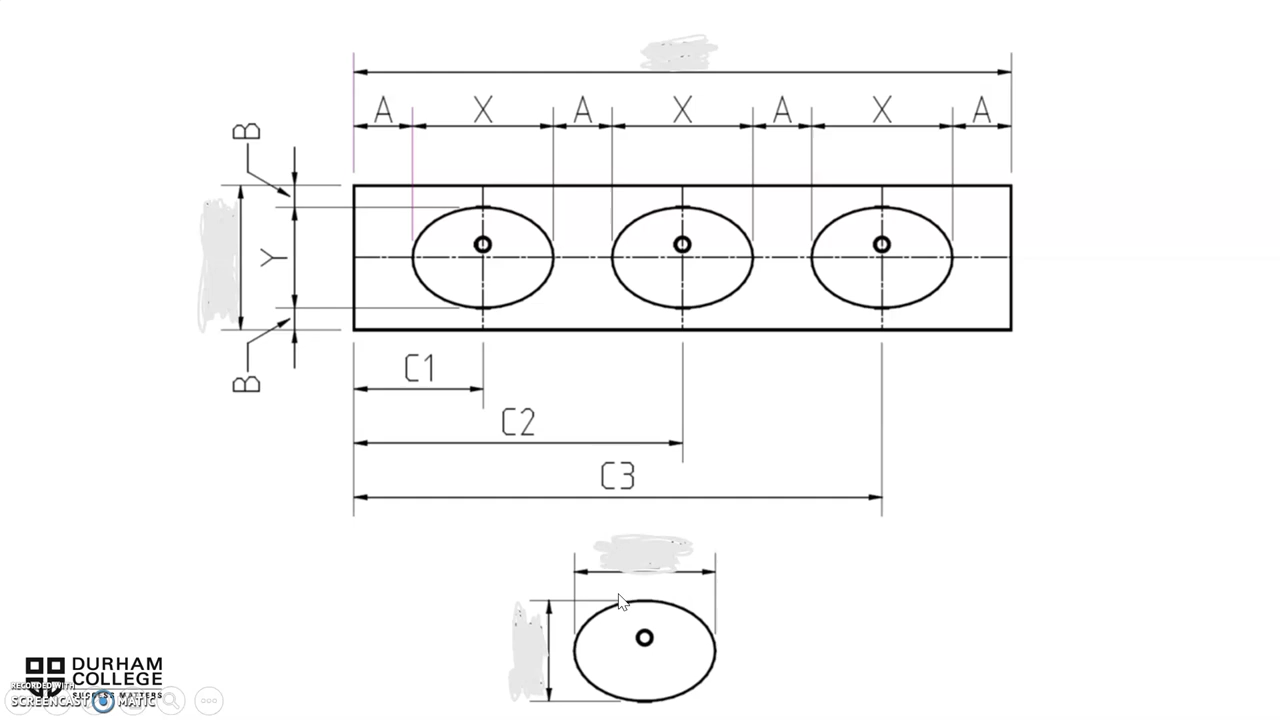 A X A X A X A
B
Y
B
C1
C2
C3
DURHAM
COLLEGE
SUCCESS MATTERS
RECORDED WITH
SCREENCAST MATIC